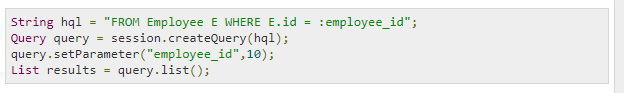 String hql = "FROM Employee E WHERE E.id = :employee_id";
Query query = session.createQuery(hql);
query.setParameter("employee_id",10);
List results = query.list();